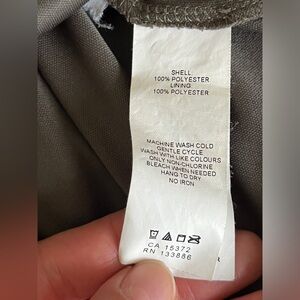 SHELL:
100% POLYESTER
LINING:
100% POLYESTER
MACHINE WASH COLD
GENTLE CYCLE
WASH WITH LIKE COLOURS
ONLY NON-CHLORINE
BLEACH WHEN NEEDED
HANG TO DRY
NO IRON
CA 15372
RN 133886
R